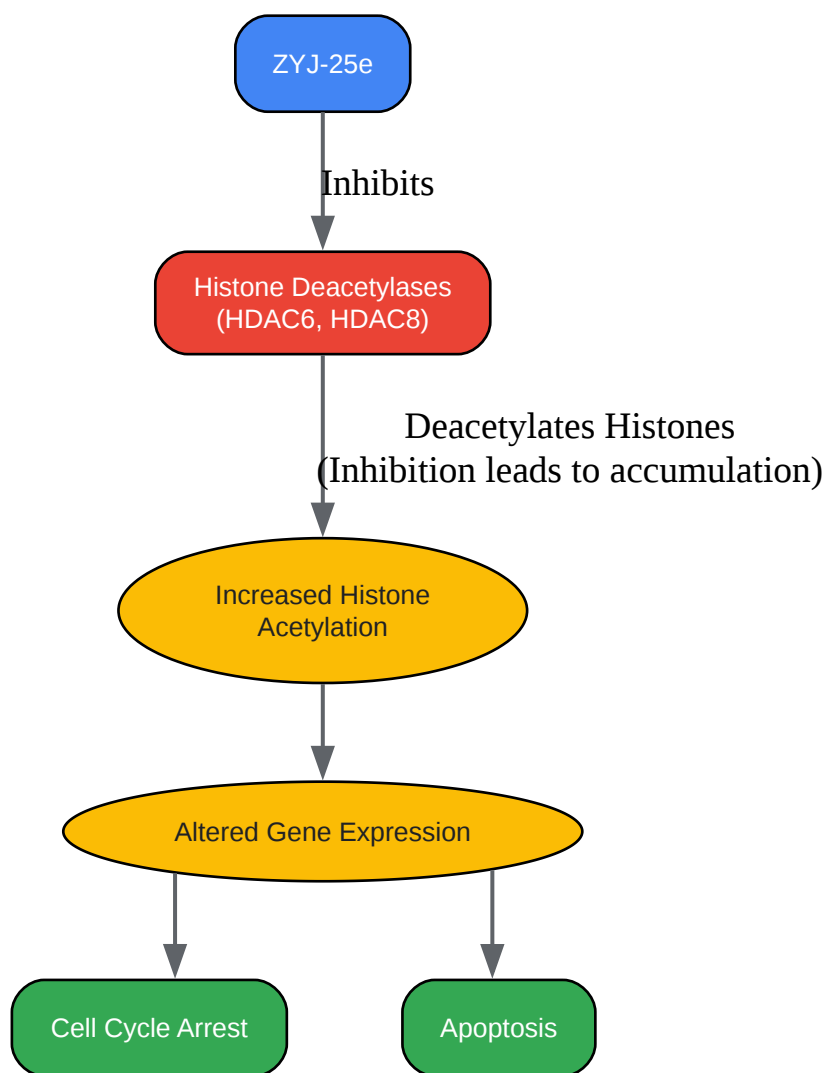 ZYJ-25e
Inhibits
Histone Deacetylases
(HDAC6, HDAC8)
Deacetylates Histones
(Inhibition leads to accumulation)
Increased Histone
Acetylation
Altered Gene Expression
Cell Cycle Arrest
Apoptosis